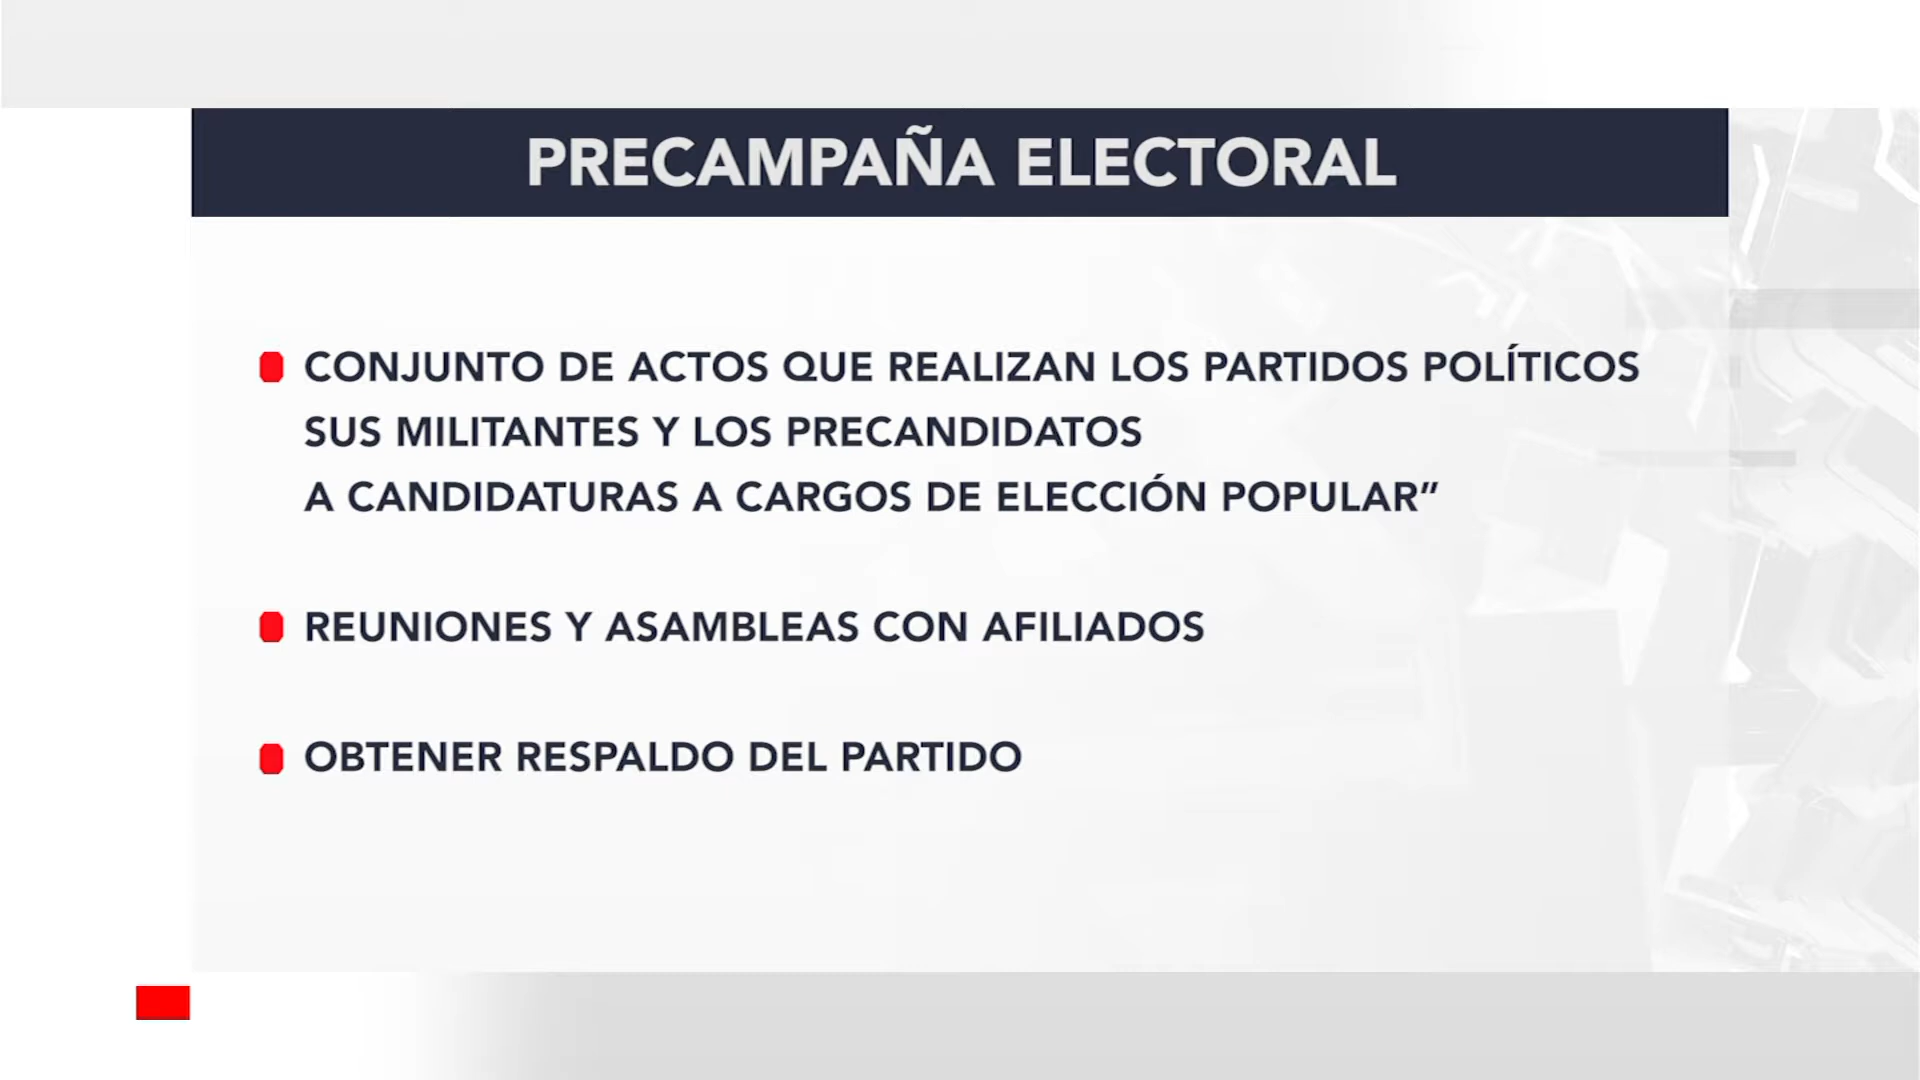 PRECAMPAÑA ELECTORAL
CONJUNTO DE ACTOS QUE REALIZAN LOS PARTIDOS POLÍTICOS
SUS MILITANTES Y LOS PRECANDIDATOS
A CANDIDATURAS A CARGOS DE ELECCIÓN POPULAR”
REUNIONES Y ASAMBLEAS CON AFILIADOS
OBTENER RESPALDO DEL PARTIDO